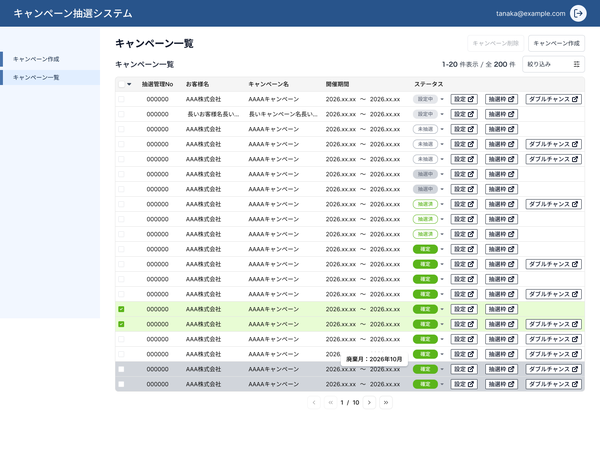 キャンペーン抽選システム tanaka@example.com
キャンペーン作成
キャンペーン一覧
キャンペーン一覧 キャンペーン削除 キャンペーン作成
キャンペーン一覧 1-20 件表示 / 全 200 件 絞り込み
抽選管理No お客様名 キャンペーン名 開催期間 ステータス
000000 AAA株式会社 AAAAキャンペーン 2026.xx.xx 〜 2026.xx.xx 設定中 設定 抽選枠 ダブルチャンス
000000 長いお客様名長い... 長いキャンペーン名長い... 2026.xx.xx 〜 2026.xx.xx 設定中 設定 抽選枠
000000 AAA株式会社 AAAAキャンペーン 2026.xx.xx 〜 2026.xx.xx 未抽選 設定 抽選枠
000000 AAA株式会社 AAAAキャンペーン 2026.xx.xx 〜 2026.xx.xx 未抽選 設定 抽選枠 ダブルチャンス
000000 AAA株式会社 AAAAキャンペーン 2026.xx.xx 〜 2026.xx.xx 未抽選 設定 抽選枠 ダブルチャンス
000000 AAA株式会社 AAAAキャンペーン 2026.xx.xx 〜 2026.xx.xx 抽選中 設定 抽選枠
000000 AAA株式会社 AAAAキャンペーン 2026.xx.xx 〜 2026.xx.xx 抽選中 設定 抽選枠
000000 AAA株式会社 AAAAキャンペーン 2026.xx.xx 〜 2026.xx.xx 抽選済 設定 抽選枠 ダブルチャンス
000000 AAA株式会社 AAAAキャンペーン 2026.xx.xx 〜 2026.xx.xx 抽選済 設定 抽選枠
000000 AAA株式会社 AAAAキャンペーン 2026.xx.xx 〜 2026.xx.xx 抽選済 設定 抽選枠
000000 AAA株式会社 AAAAキャンペーン 2026.xx.xx 〜 2026.xx.xx 確定 設定 抽選枠
000000 AAA株式会社 AAAAキャンペーン 2026.xx.xx 〜 2026.xx.xx 確定 設定 抽選枠 ダブルチャンス
000000 AAA株式会社 AAAAキャンペーン 2026.xx.xx 〜 2026.xx.xx 確定 設定 抽選枠
000000 AAA株式会社 AAAAキャンペーン 2026.xx.xx 〜 2026.xx.xx 確定 設定 抽選枠 ダブルチャンス
000000 AAA株式会社 AAAAキャンペーン 2026.xx.xx 〜 2026.xx.xx 確定 設定 抽選枠
000000 AAA株式会社 AAAAキャンペーン 2026.xx.xx 〜 2026.xx.xx 確定 設定 抽選枠 ダブルチャンス
000000 AAA株式会社 AAAAキャンペーン 2026.xx.xx 〜 2026.xx.xx 確定 設定 抽選枠 ダブルチャンス
000000 AAA株式会社 AAAAキャンペーン 2026. 確定 設定 抽選枠 ダブルチャンス
廃棄月：2026年10月
000000 AAA株式会社 AAAAキャンペーン 2026.xx.xx 〜 2026.xx.xx 確定 設定 抽選枠 ダブルチャンス
000000 AAA株式会社 AAAAキャンペーン 2026.xx.xx 〜 2026.xx.xx 確定 設定 抽選枠 ダブルチャンス
1 / 10